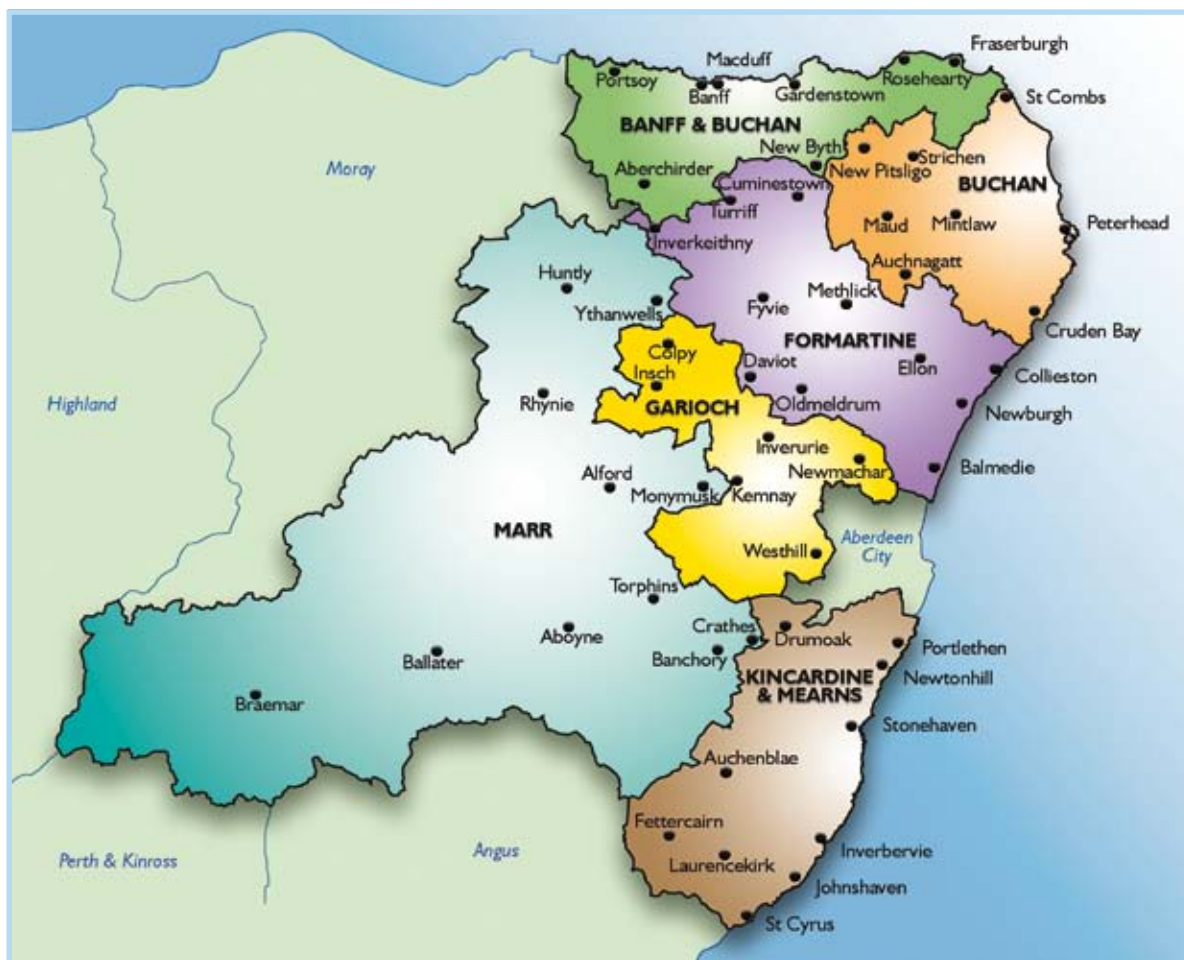 Fraserburgh
Macduff
Rosehearty
Portsoy
Banff
Gardenstown
St Combs
BANFF & BUCHAN
New Byth
Strichen
Moray
Aberchirder
New Pitsligo
Cuminestown
BUCHAN
Turriff
Maud
Mintlaw
Peterhead
Inverkeithny
Huntly
Auchnagatt
Methlick
Ythanwells
Fyvie
Cruden Bay
FORMARTINE
Colpy
Daviot
Ellon
Insch
Collieston
Highland
Rhynie
GARIOCH
Oldmeldrum
Newburgh
Inverurie
Alford
Newmachar
Balmedie
Monymusk
Kemnay
MARR
Westhill
Aberdeen
City
Torphins
Aboyne
Crathes
Drumoak
Portlethen
Ballater
Banchory
KINCARDINE
& MEARNS
Newtonhill
Braemar
Stonehaven
Auchenblae
Fettercairn
Perth & Kinross
Angus
Laurencekirk
Inverbervie
Johnshaven
St Cyrus